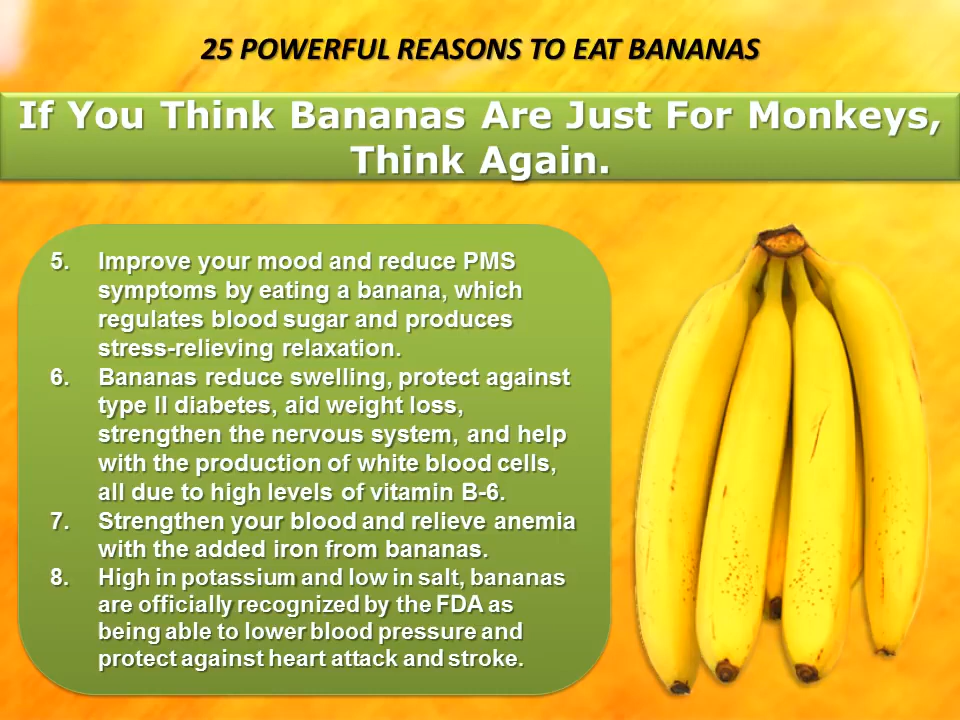 25 POWERFUL REASONS TO EAT BANANAS
If You Think Bananas Are Just For Monkeys,
Think Again.
5. Improve your mood and reduce PMS
symptoms by eating a banana, which
regulates blood sugar and produces
stress-relieving relaxation.
6. Bananas reduce swelling, protect against
type II diabetes, aid weight loss,
strengthen the nervous system, and help
with the production of white blood cells,
all due to high levels of vitamin B-6.
7. Strengthen your blood and relieve anemia
with the added iron from bananas.
8. High in potassium and low in salt, bananas
are officially recognized by the FDA as
being able to lower blood pressure and
protect against heart attack and stroke.